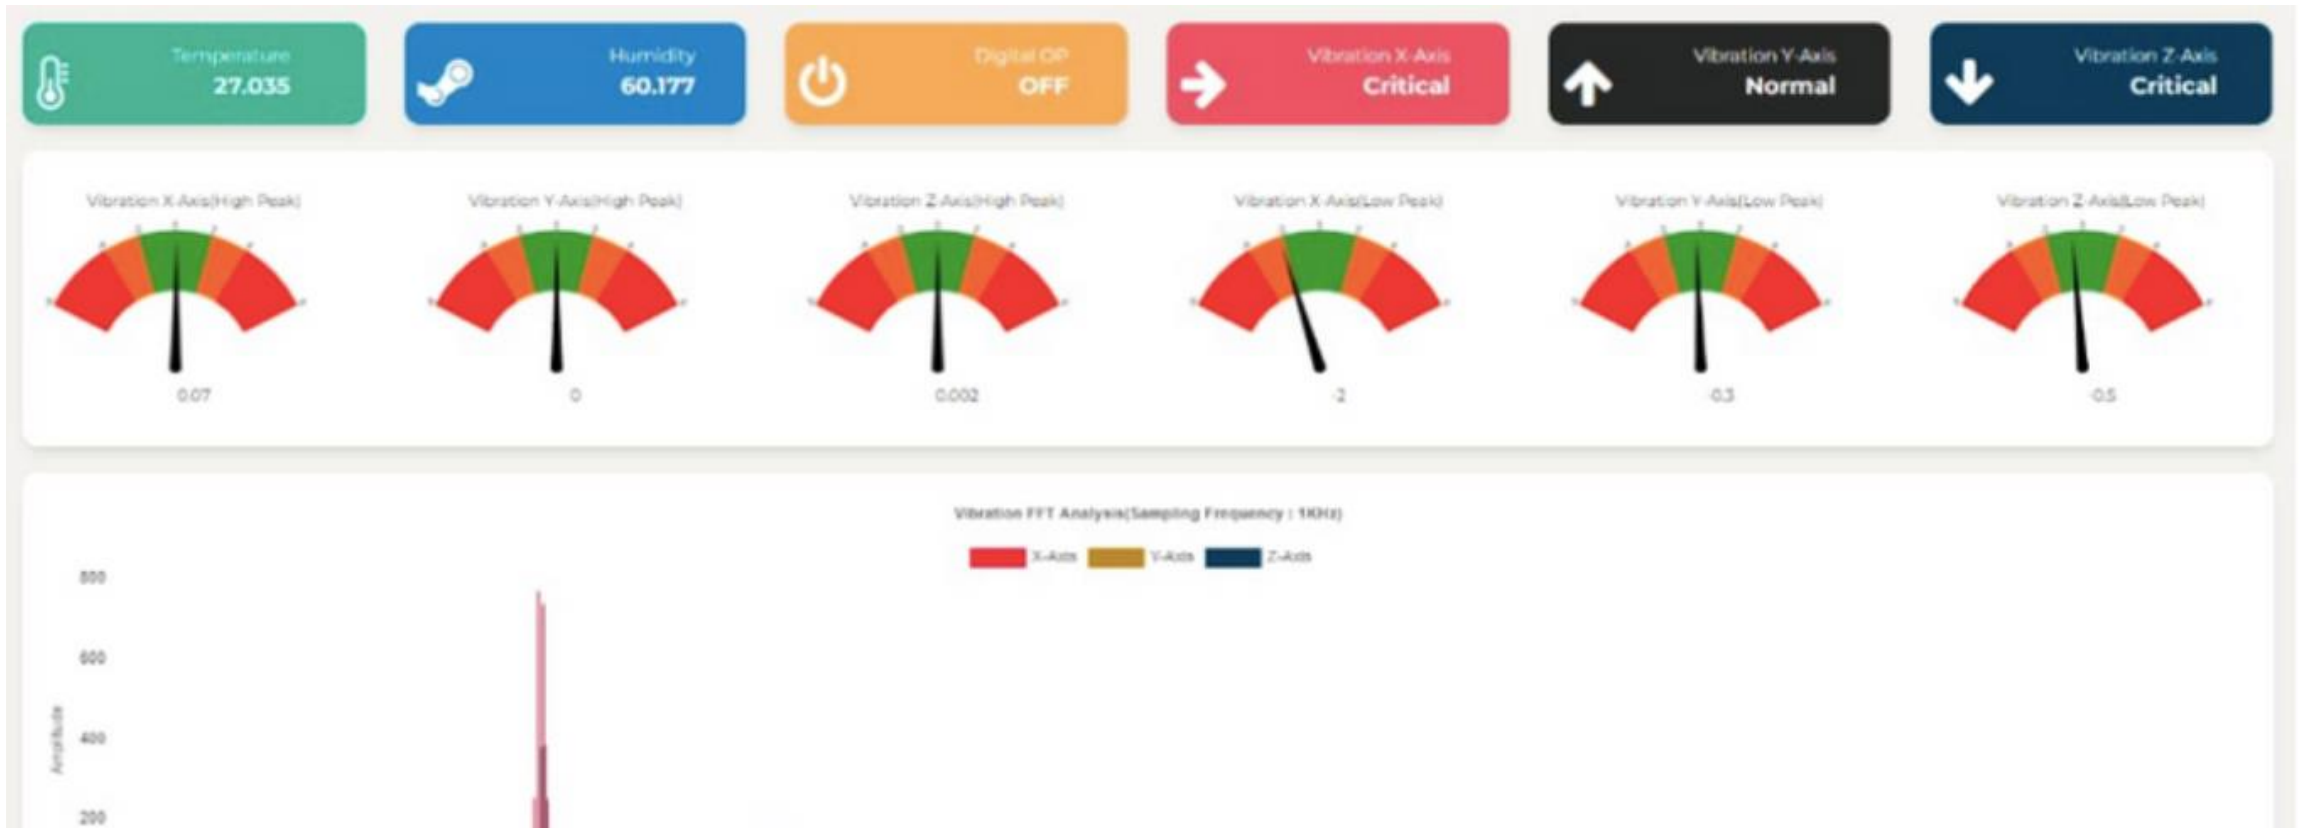 Temperature
27.035
Humidity
60.177
Digital OP
OFF
Vibration X-Axis
Critical
Vibration Y-Axis
Normal
Vibration Z-Axis
Critical
Vibration X-Axis(High Peak)
Vibration Y-Axis(High Peak)
Vibration Z-Axis(High Peak)
Vibration X-Axis(Low Peak)
Vibration Y-Axis(Low Peak)
Vibration Z-Axis(Low Peak)
0.07
0
0.002
-2
-0.3
-0.5
Vibration FFT Analysis(Sampling Frequency : 1KHz)
X-Axis Y-Axis Z-Axis
800
600
400
200
Amplitude